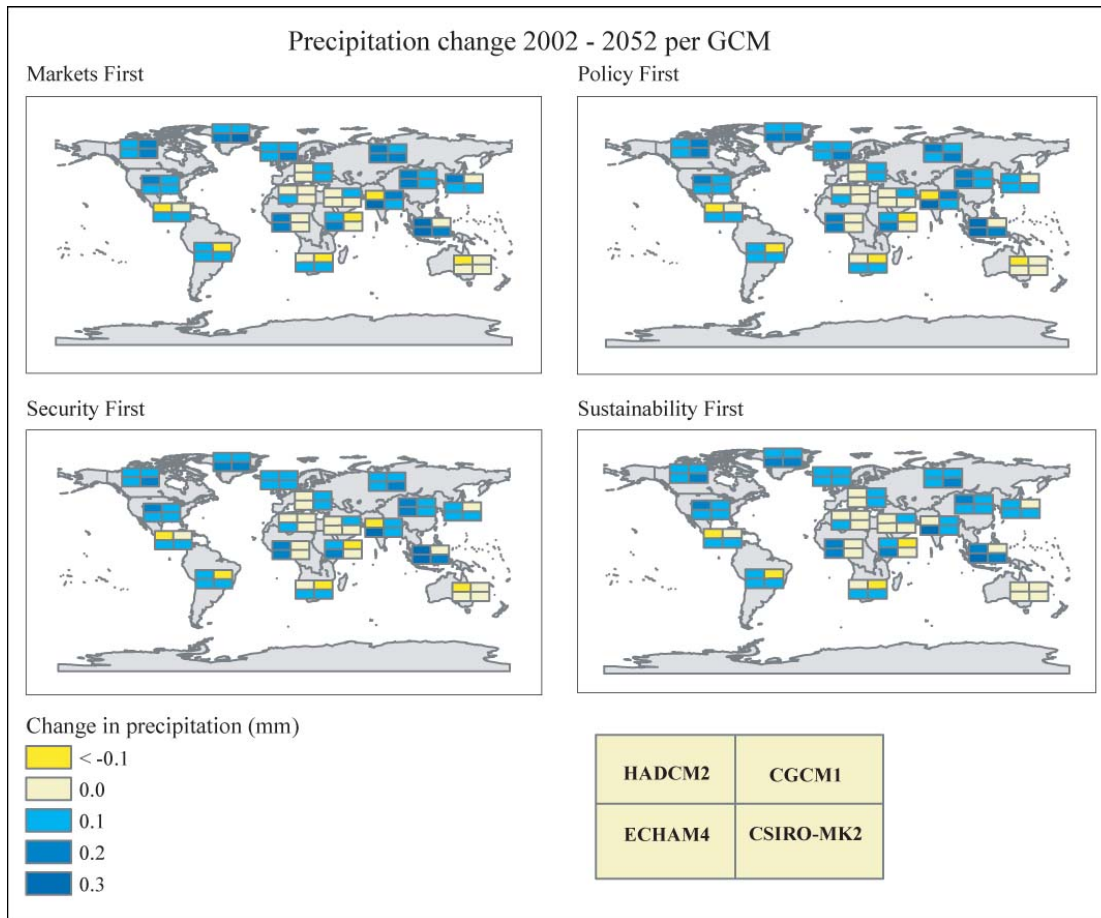 Precipitation change 2002 - 2052 per GCM
Markets First
Policy First
Security First
Sustainability First
Change in precipitation (mm)
< -0.1
0.0
0.1
0.2
0.3
HADCM2
CGCM1
ECHAM4
CSIRO-MK2